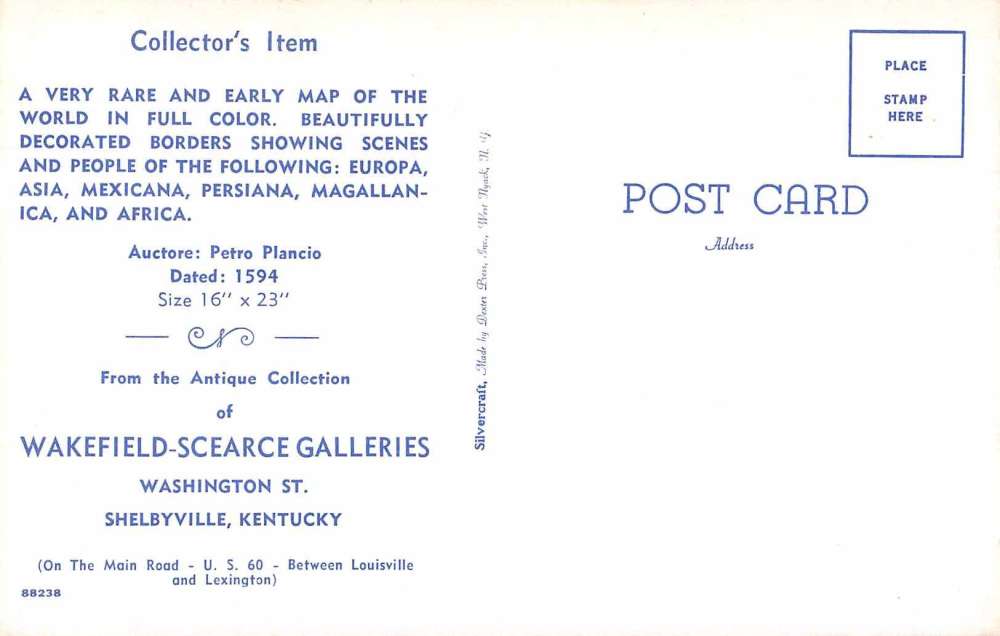 Collector's Item
A VERY RARE AND EARLY MAP OF THE
WORLD IN FULL COLOR. BEAUTIFULLY
DECORATED BORDERS SHOWING SCENES
AND PEOPLE OF THE FOLLOWING: EUROPA,
ASIA, MEXICANA, PERSIANA, MAGALLAN-
ICA, AND AFRICA.
Auctore: Petro Plancio
Dated: 1594
Size 16" x 23"
From the Antique Collection
of
WAKEFIELD-SCEARCE GALLERIES
WASHINGTON ST.
SHELBYVILLE, KENTUCKY
(On The Main Road - U. S. 60 - Between Louisville
and Lexington)
88238
Silvercraft, Made by Dexter Press, Inc., West Nyack, N. Y.
PLACE
STAMP
HERE
POST CARD
Address